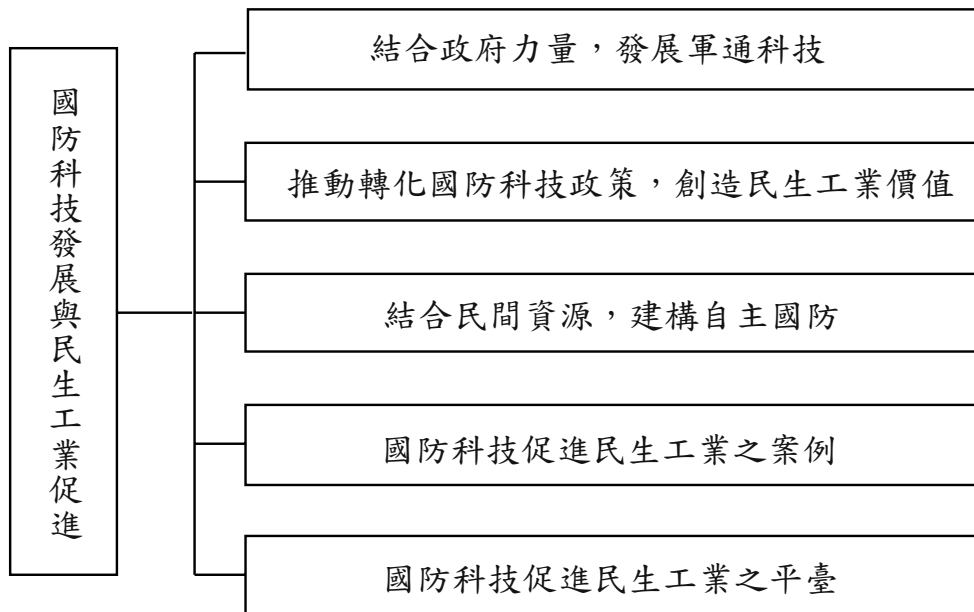 國防科技發展與民生工業促進
結合政府力量，發展軍通科技
推動轉化國防科技政策，創造民生工業價值
結合民間資源，建構自主國防
國防科技促進民生工業之案例
國防科技促進民生工業之平臺